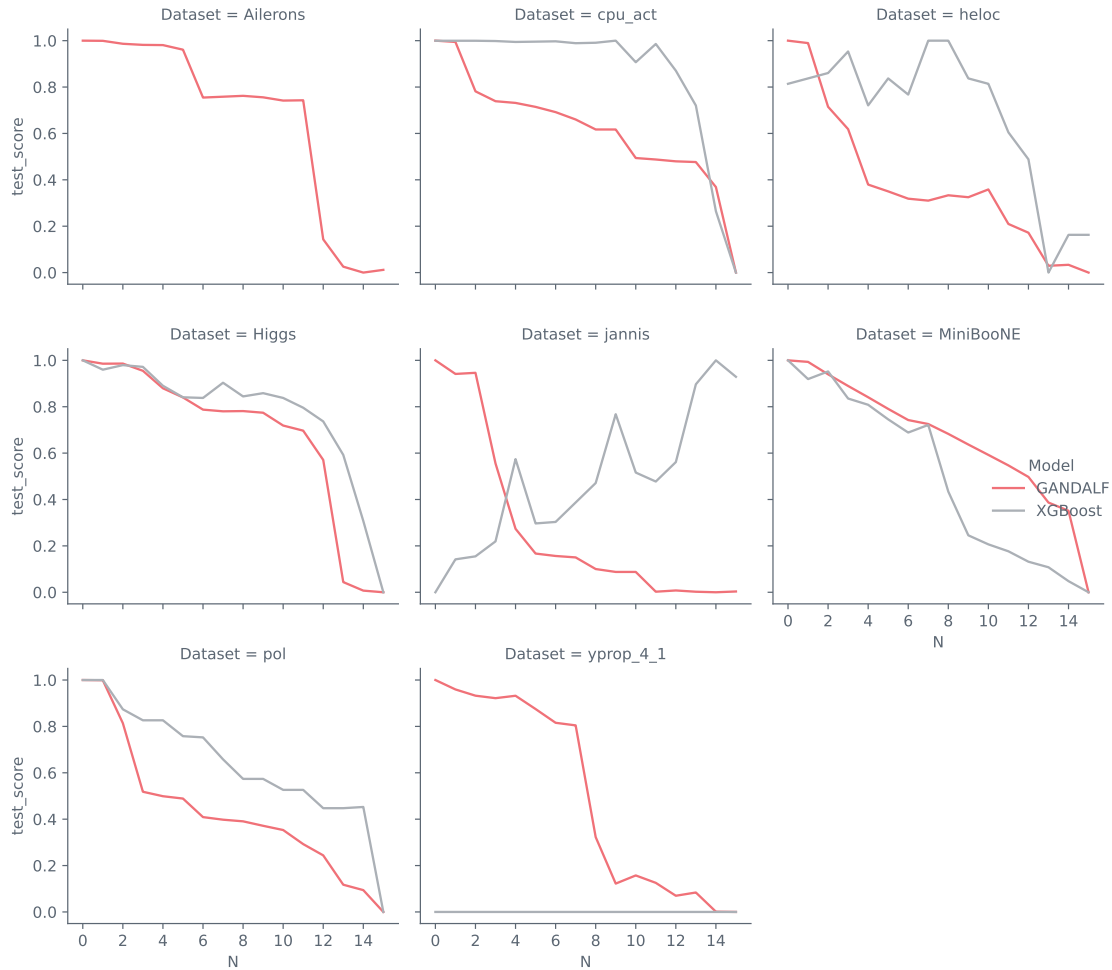 Dataset = Ailerons
Dataset = cpu_act
Dataset = heloc
1.0
0.8
0.6
0.4
0.2
0.0
test_score
Dataset = Higgs
Dataset = jannis
Dataset = MiniBooNE
1.0
0.8
0.6
0.4
0.2
0.0
test_score
Model
GANDALF
XGBoost
0 2 4 6 8 10 12 14
N
Dataset = pol
Dataset = yprop_4_1
1.0
0.8
0.6
0.4
0.2
0.0
test_score
0 2 4 6 8 10 12 14
N
0 2 4 6 8 10 12 14
N